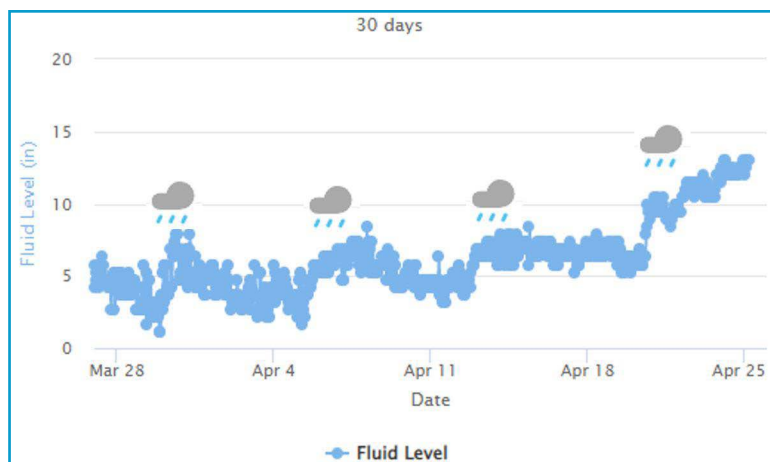 30 days
20
15
10
5
0
Fluid Level (in)
Mar 28 Apr 4 Apr 11 Apr 18 Apr 25
Date
Fluid Level